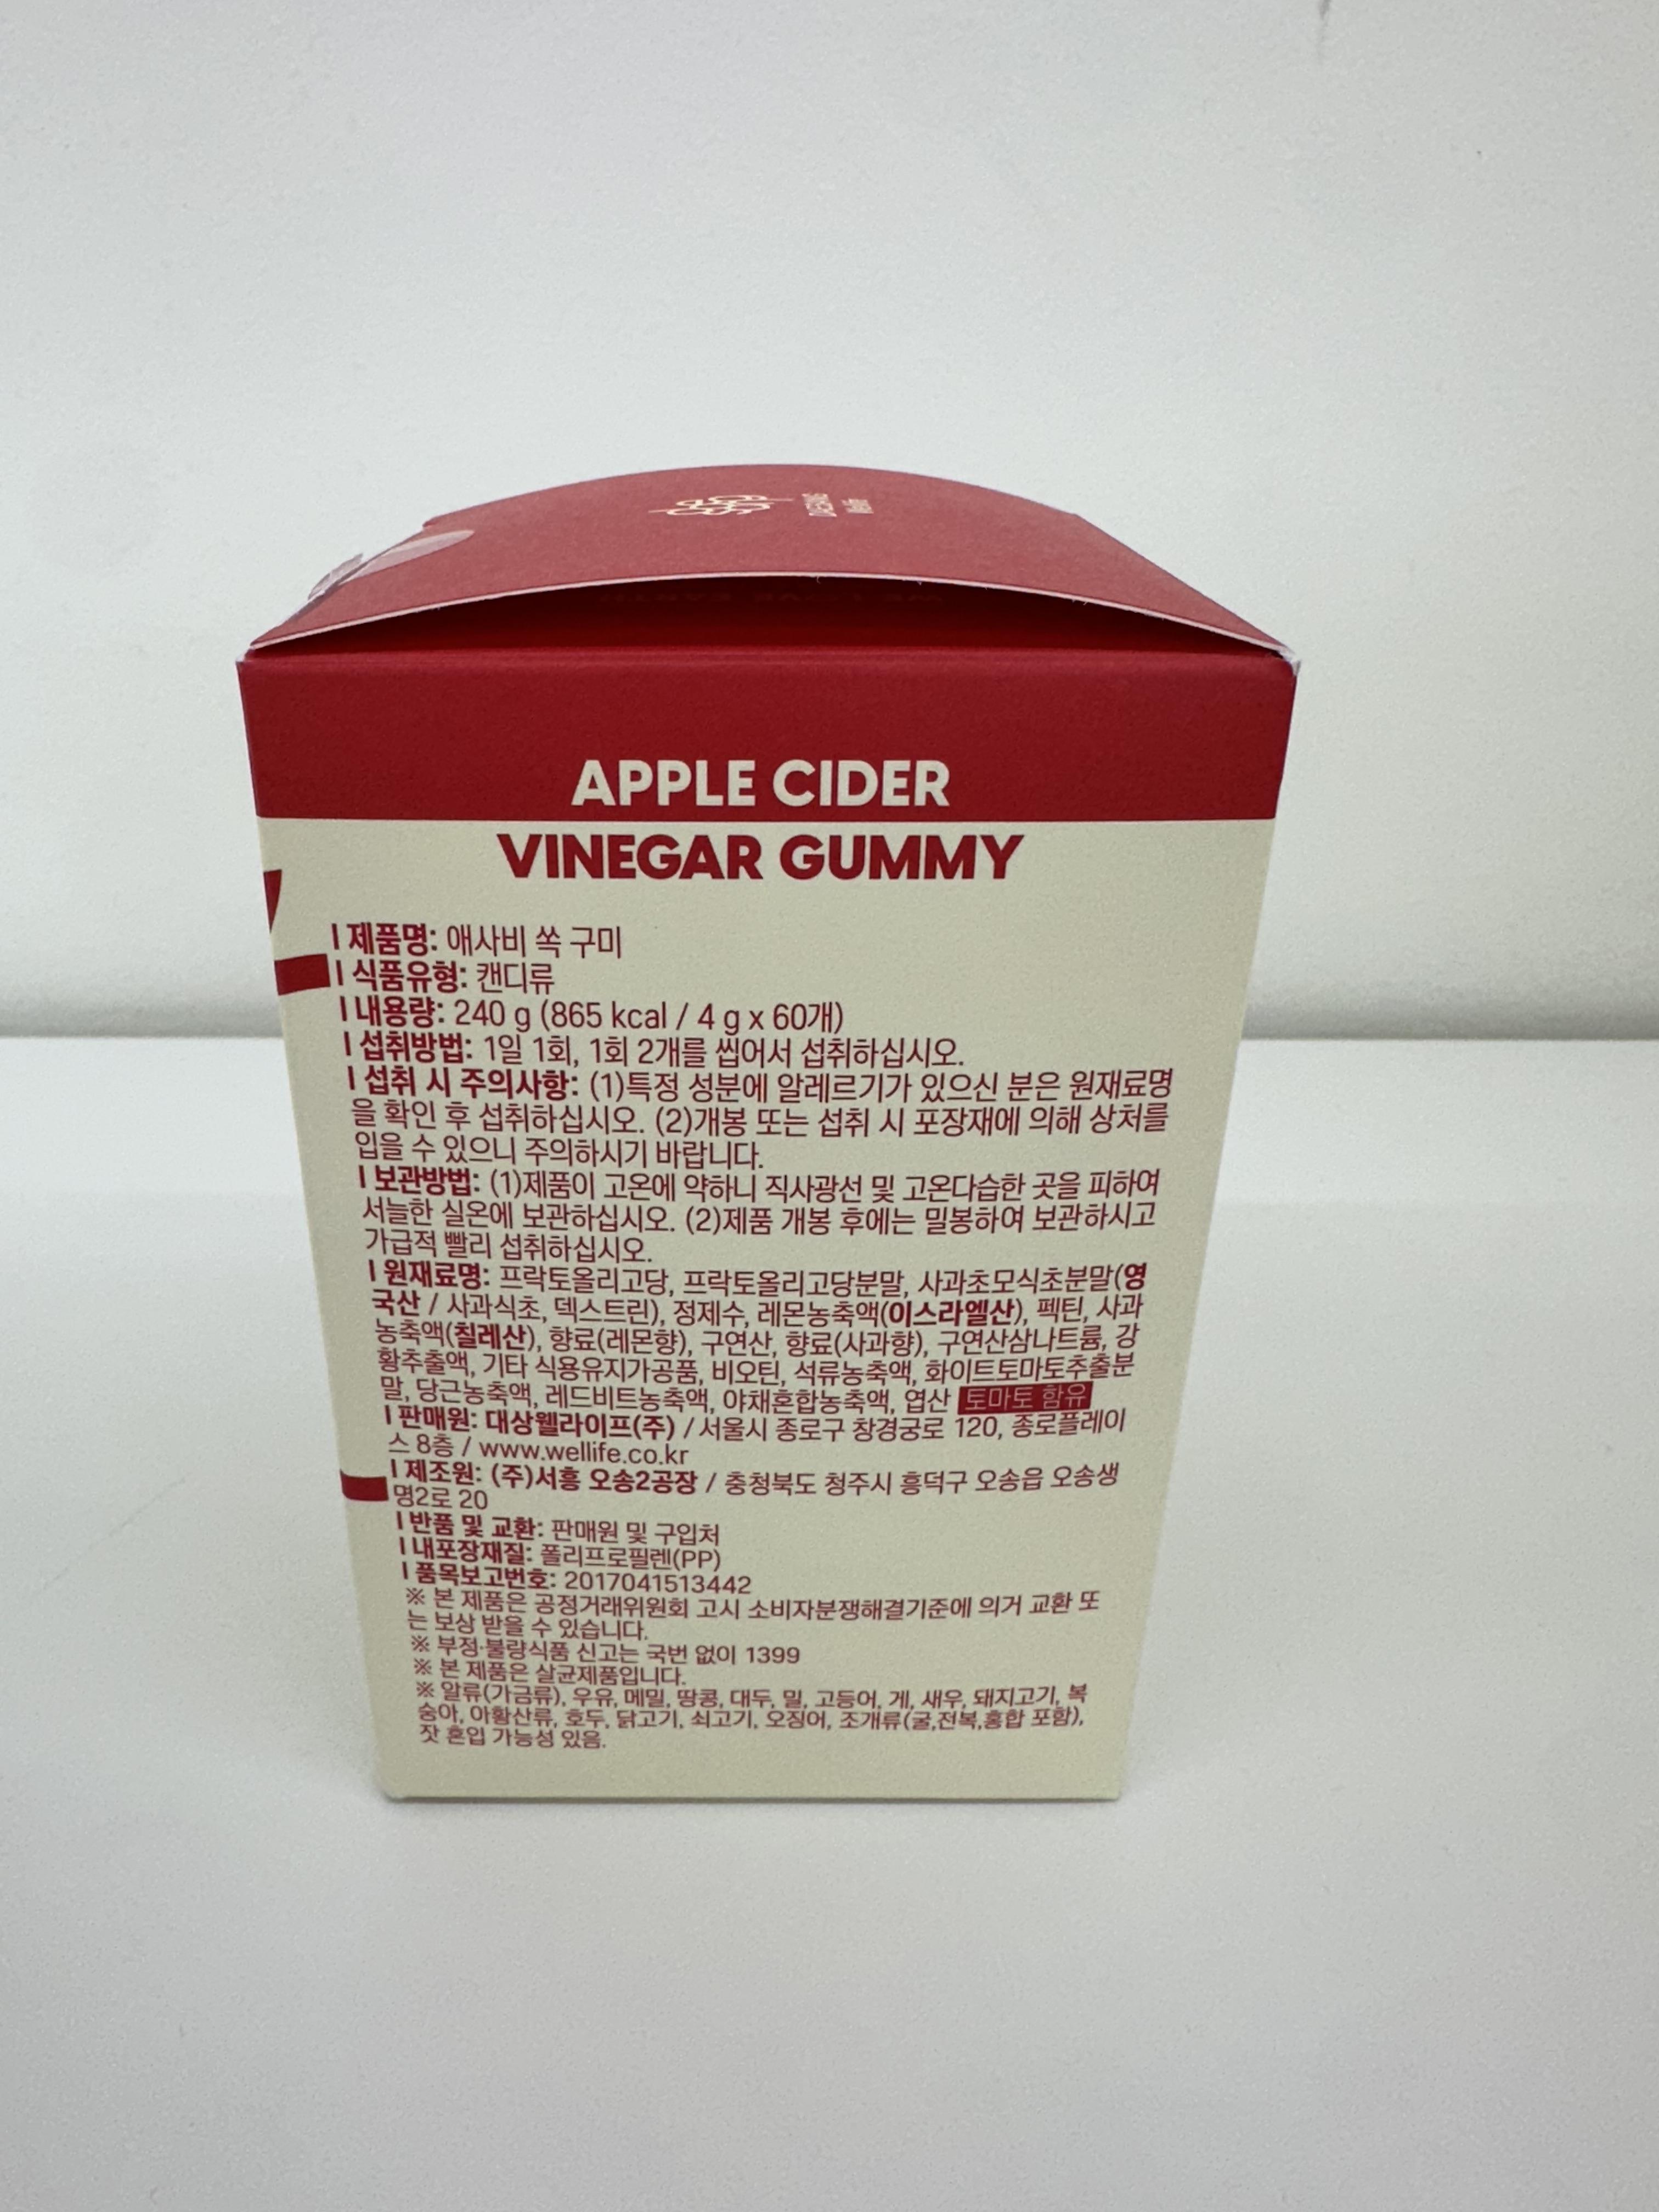 DAESANG
Wellife
APPLE CIDER
VINEGAR GUMMY
I 제품명: 애사비 쏙 구미
I 식품유형: 캔디류
I 내용량: 240 g (865 kcal / 4 g x 60개)
I 섭취방법: 1일 1회, 1회 2개를 씹어서 섭취하십시오.
I 섭취 시 주의사항: (1)특정 성분에 알레르기가 있으신 분은 원재료명
을 확인 후 섭취하십시오. (2)개봉 또는 섭취 시 포장재에 의해 상처를
입을 수 있으니 주의하시기 바랍니다.
I 보관방법: (1)제품이 고온에 약하니 직사광선 및 고온다습한 곳을 피하여
서늘한 실온에 보관하십시오. (2)제품 개봉 후에는 밀봉하여 보관하시고
가급적 빨리 섭취하십시오.
I 원재료명: 프락토올리고당, 프락토올리고당분말, 사과초모식초분말(영
국산 / 사과식초, 덱스트린), 정제수, 레몬농축액(이스라엘산), 펙틴, 사과
농축액(칠레산), 향료(레몬향), 구연산, 향료(사과향), 구연산삼나트륨, 강
황추출액, 기타 식용유지가공품, 비오틴, 석류농축액, 화이트토마토추출분
말, 당근농축액, 레드비트농축액, 야채혼합농축액, 엽산 토마토 함유
I 판매원: 대상웰라이프(주) / 서울시 종로구 창경궁로 120, 종로플레이
스 8층 / www.wellife.co.kr
I 제조원: (주)서흥 오송2공장 / 충청북도 청주시 흥덕구 오송읍 오송생
명2로 20
I 반품 및 교환: 판매원 및 구입처
I 내포장재질: 폴리프로필렌(PP)
I 품목보고번호: 2017041513442
※ 본 제품은 공정거래위원회 고시 소비자분쟁해결기준에 의거 교환 또
는 보상 받을 수 있습니다.
※ 부정·불량식품 신고는 국번 없이 1399
※ 본 제품은 살균제품입니다.
※ 알류(가금류), 우유, 메밀, 땅콩, 대두, 밀, 고등어, 게, 새우, 돼지고기, 복
숭아, 아황산류, 호두, 닭고기, 쇠고기, 오징어, 조개류(굴,전복,홍합 포함),
잣 혼입 가능성 있음.